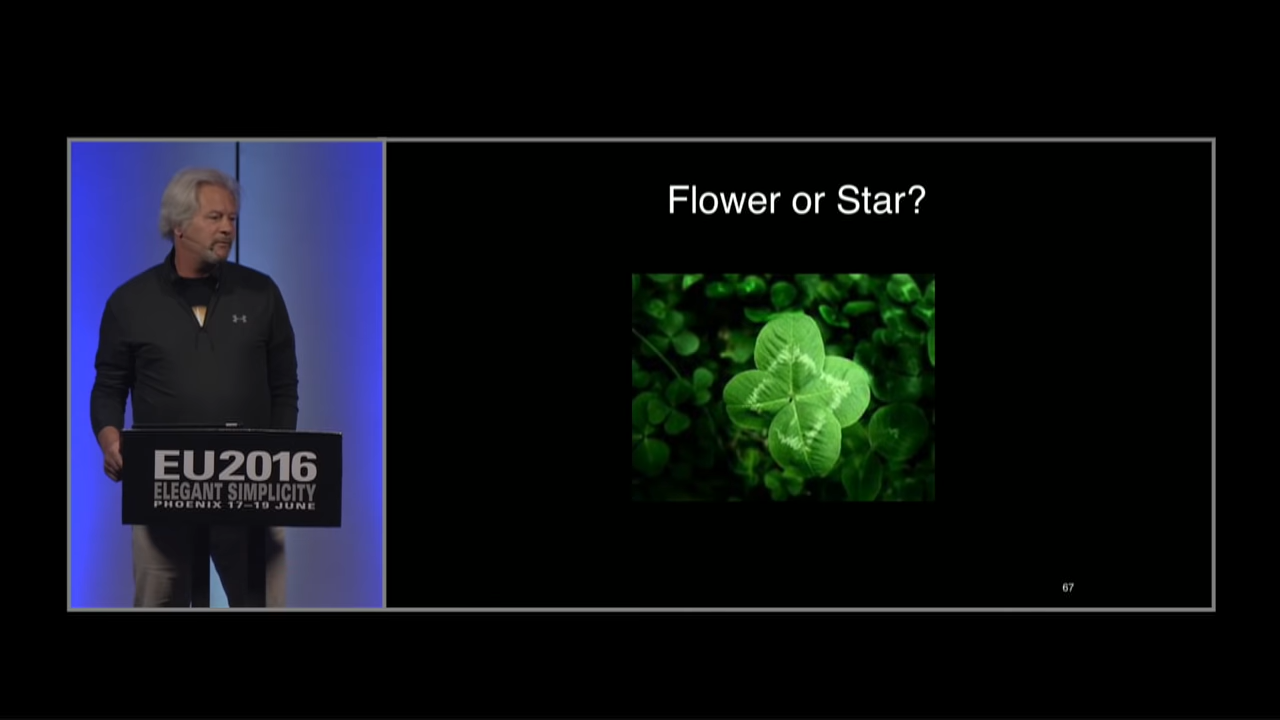 Flower or Star?
EU2016
ELEGANT SIMPLICITY
PHOENIX 17–19 JUNE
67